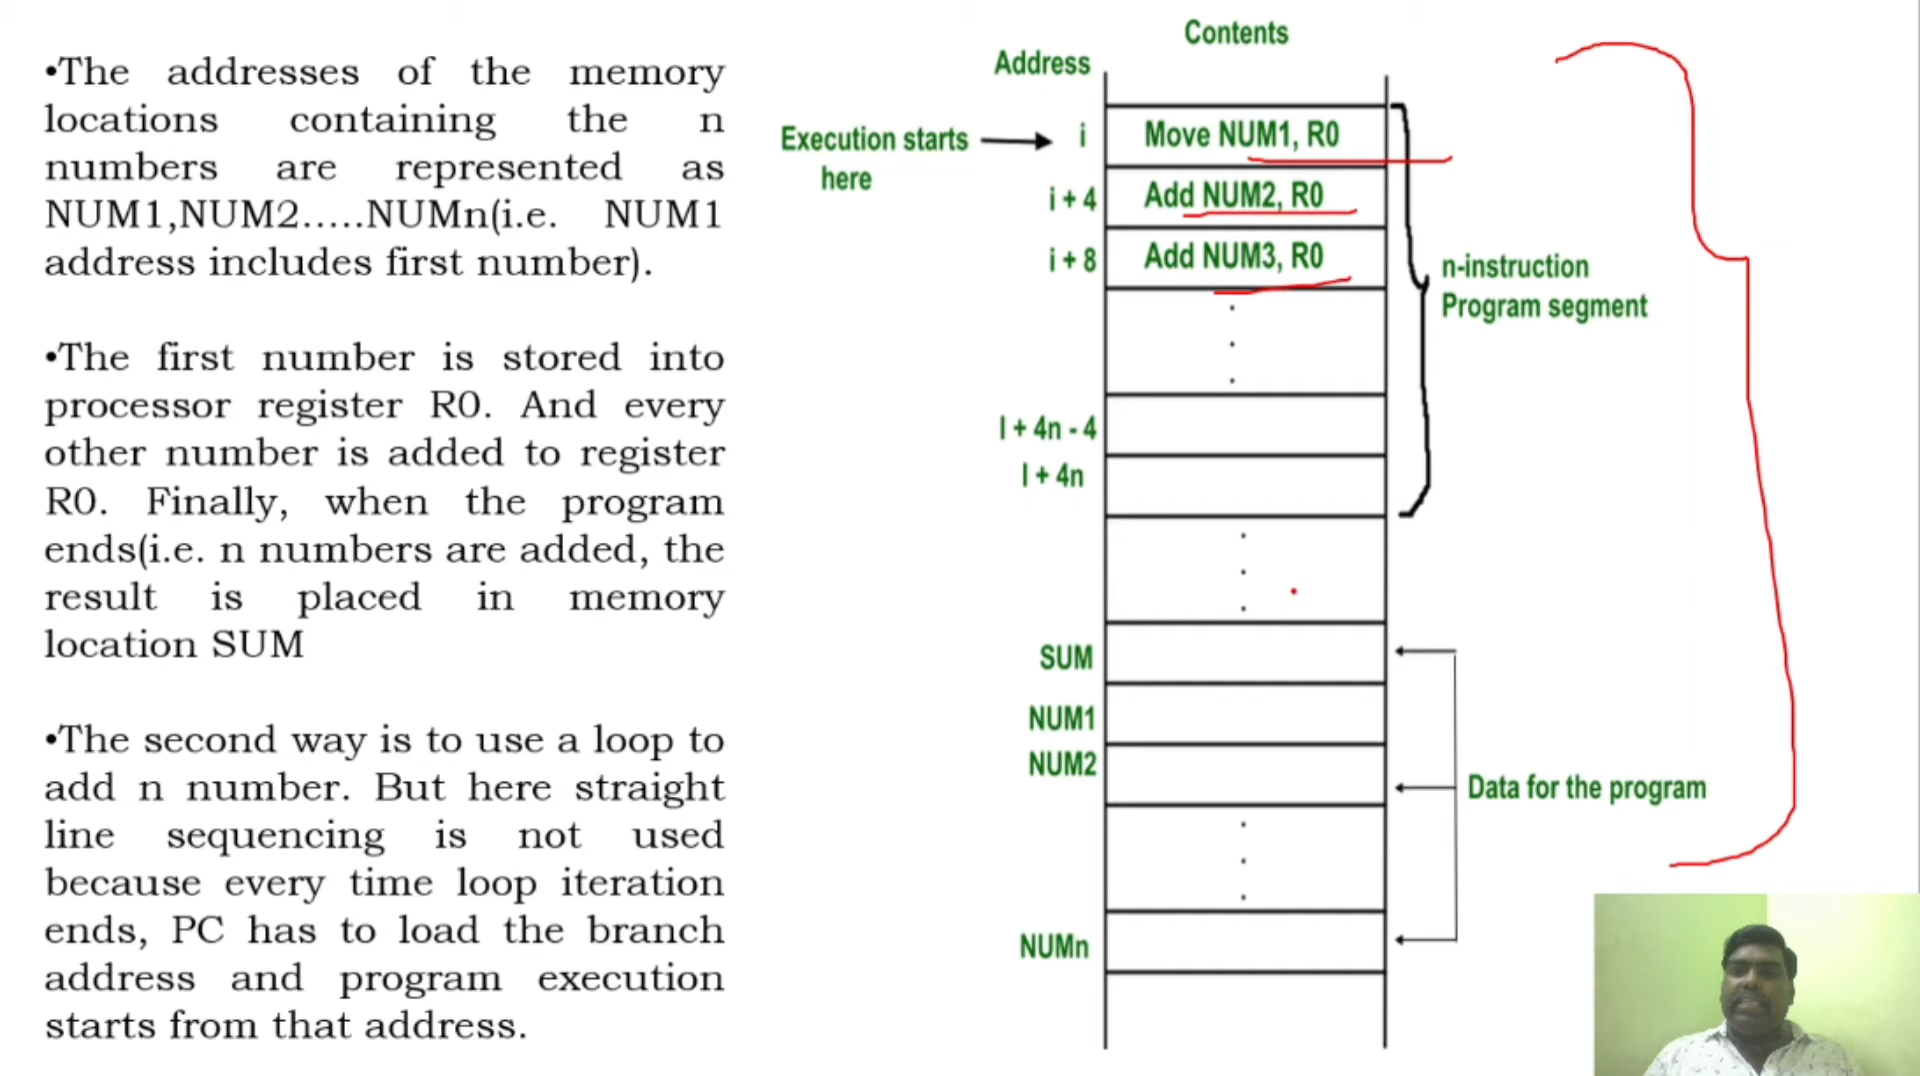 •The addresses of the memory
locations containing the n
numbers are represented as
NUM1,NUM2.....NUMn(i.e. NUM1
address includes first number).
•The first number is stored into
processor register R0. And every
other number is added to register
R0. Finally, when the program
ends(i.e. n numbers are added, the
result is placed in memory
location SUM
•The second way is to use a loop to
add n number. But here straight
line sequencing is not used
because every time loop iteration
ends, PC has to load the branch
address and program execution
starts from that address.
Contents
Address
Execution starts
here
i Move NUM1, R0
i + 4 Add NUM2, R0
i + 8 Add NUM3, R0
n-instruction
Program segment
I + 4n - 4
I + 4n
SUM
NUM1
NUM2
Data for the program
NUMn